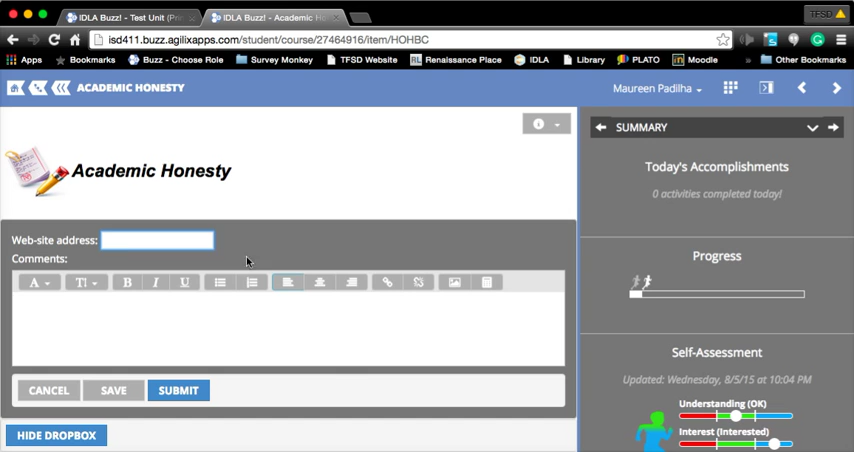 IDLA Buzz! - Test Unit (Prin
IDLA Buzz! - Academic Ho
TFSD
isd411.buzz.agilixapps.com/student/course/27464916/item/HOHBC
Apps Bookmarks Buzz - Choose Role Survey Monkey TFSD Website RL Renaissance Place IDLA Library PLATO Moodle » Other Bookmarks
ACADEMIC HONESTY
Maureen Padilha
SUMMARY
Academic Honesty
Today's Accomplishments
0 activities completed today!
Web-site address:
Comments:
Progress
A T! B I U
CANCEL SAVE SUBMIT
Self-Assessment
Updated: Wednesday, 8/5/15 at 10:04 PM
Understanding (OK)
Interest (Interested)
HIDE DROPBOX